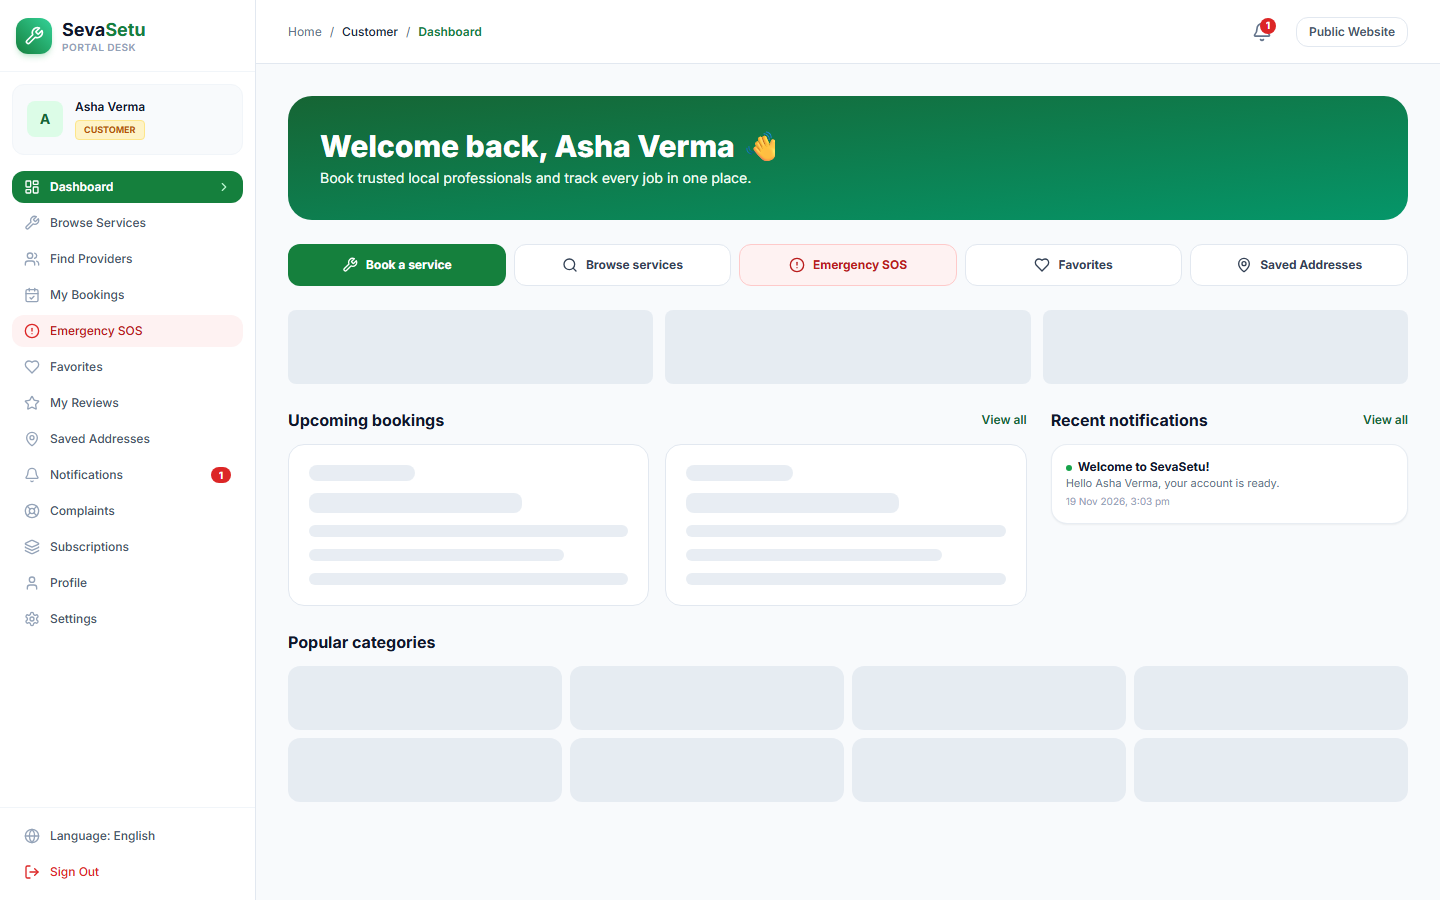 SevaSetu
PORTAL DESK
A
Asha Verma
CUSTOMER
Dashboard
Browse Services
Find Providers
My Bookings
Emergency SOS
Favorites
My Reviews
Saved Addresses
Notifications
1
Complaints
Subscriptions
Profile
Settings
Language: English
Sign Out
Home / Customer / Dashboard
1
Public Website
Welcome back, Asha Verma 👋
Book trusted local professionals and track every job in one place.
Book a service
Browse services
Emergency SOS
Favorites
Saved Addresses
Upcoming bookings
View all
Recent notifications
View all
Welcome to SevaSetu!
Hello Asha Verma, your account is ready.
19 Nov 2026, 3:03 pm
Popular categories